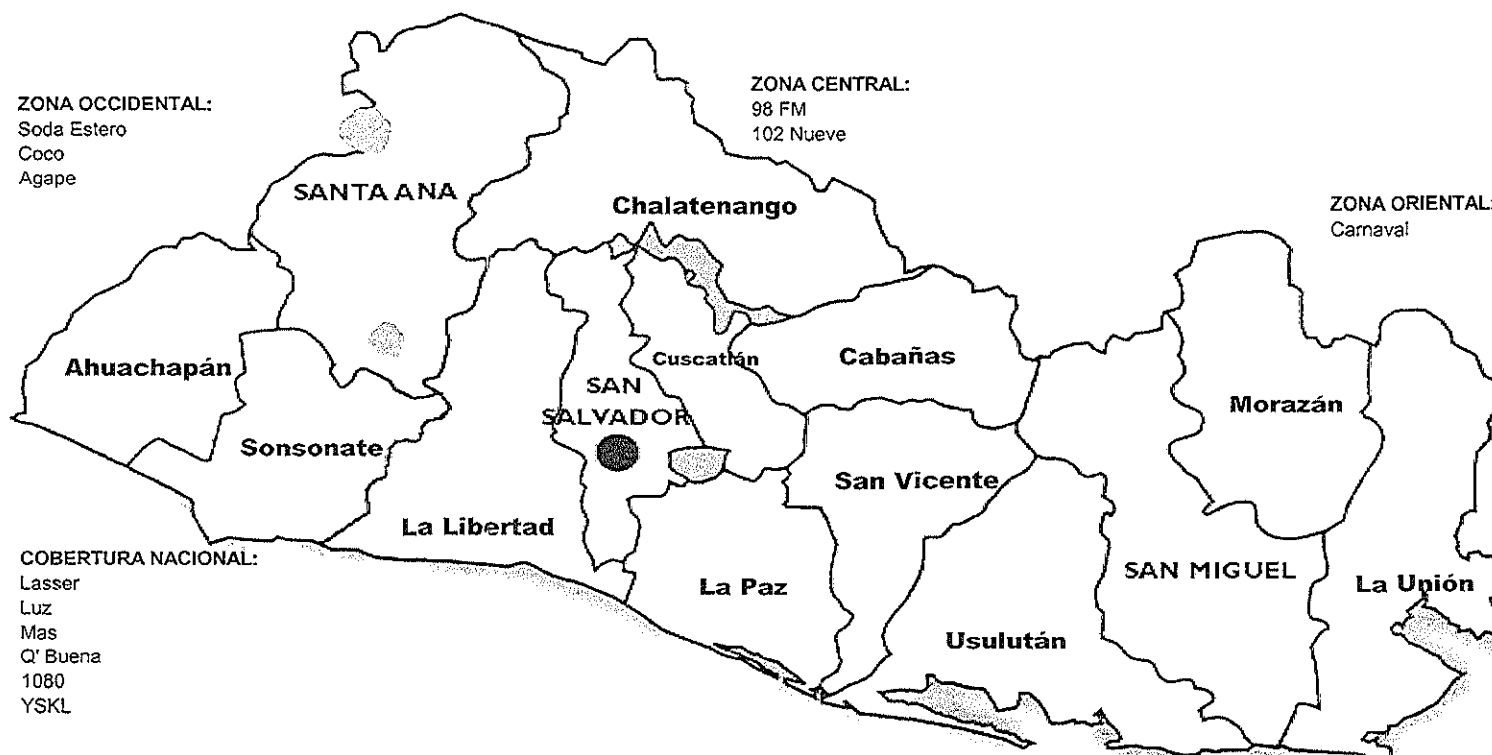 ZONA OCCIDENTAL:
Soda Estero
Coco
Agape
ZONA CENTRAL:
98 FM
102 Nueve
ZONA ORIENTAL:
Carnaval
SANTA ANA
Chalatenango
Ahuachapán
Sonsonate
La Libertad
SAN
SALVADOR
Cuscatlán
Cabañas
San Vicente
La Paz
Usulután
SAN MIGUEL
Morazán
La Unión
COBERTURA NACIONAL:
Lasser
Luz
Mas
Q' Buena
1080
YSKL